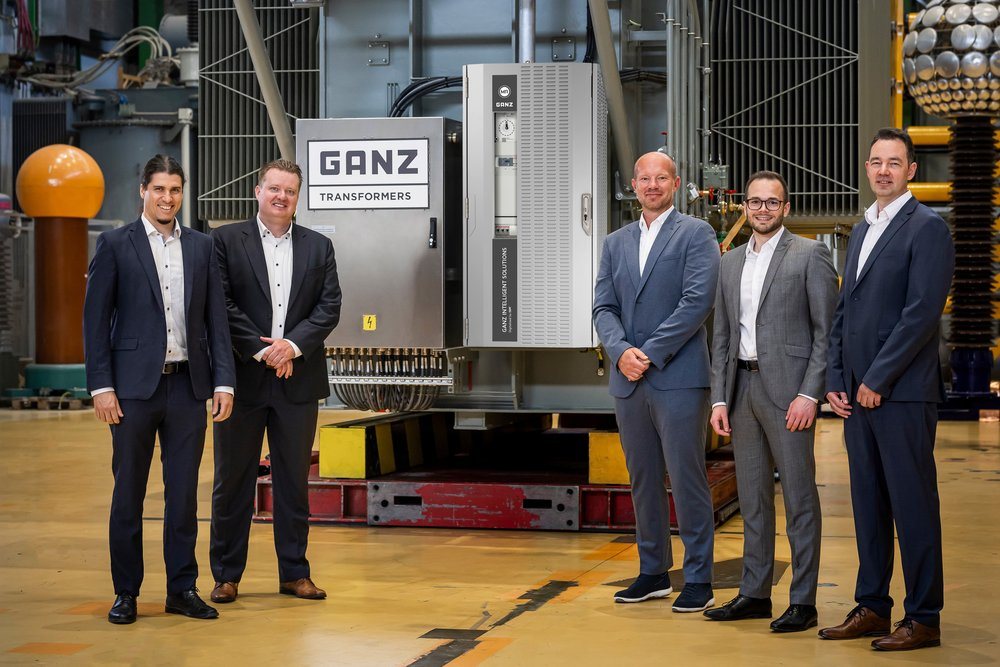 GANZ
TRANSFORMERS
GANZ
GANZ INTELLIGENT SOLUTIONS